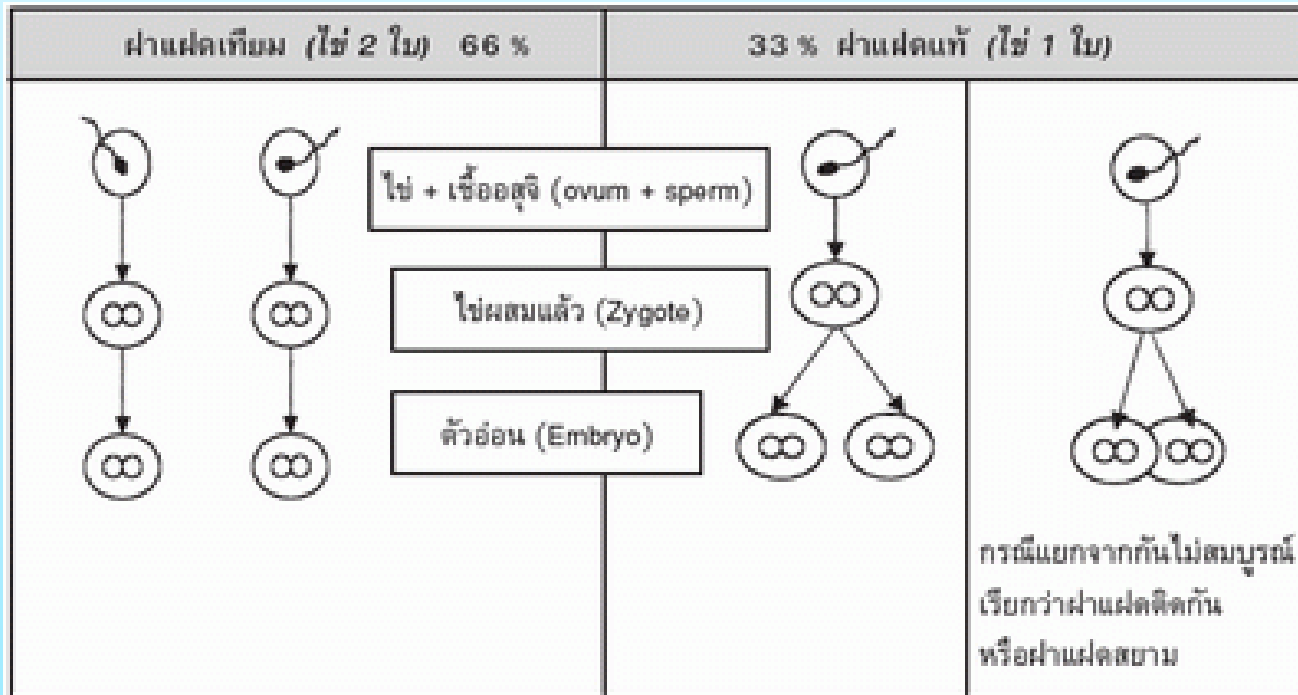 ฝาแฝดเทียม (ไข่ 2 ใบ) 66 %
33 % ฝาแฝดแท้ (ไข่ 1 ใบ)
ไข่ + เชื้ออสุจิ (ovum + sperm)
ไข่ผสมแล้ว (Zygote)
ตัวอ่อน (Embryo)
กรณีแยกจากกันไม่สมบูรณ์
เรียกว่าฝาแฝดติดกัน
หรือฝาแฝดสยาม